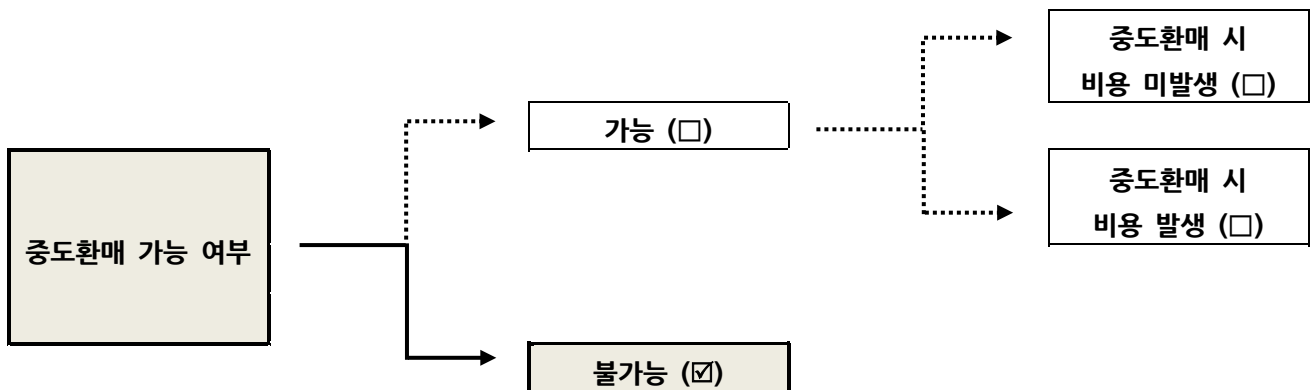 중도환매 가능 여부
가능 (□)
불가능 (☑)
중도환매 시
비용 미발생 (□)
중도환매 시
비용 발생 (□)